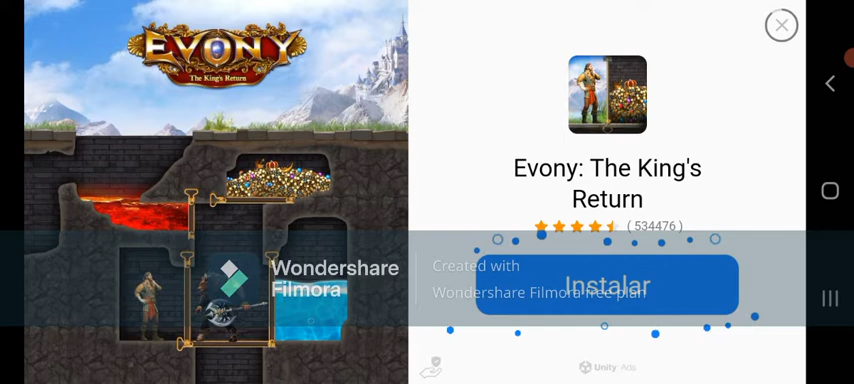 EVONY
The King's Return
Evony: The King's
Return
( 534476 )
Wondershare
Filmora
Created with
Wondershare Filmora free plan
Instalar
Unity Ads